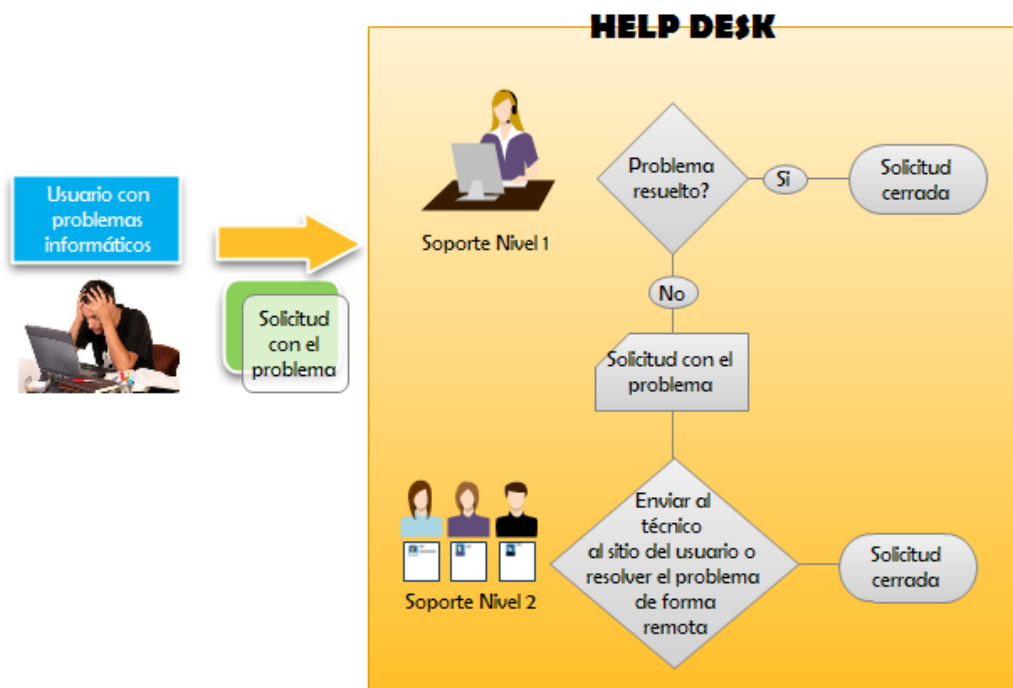 HELP DESK
Usuario con
problemas
informáticos
Solicitud
con el
problema
Soporte Nivel 1
Problema
resuelto?
Si
Solicitud
cerrada
No
Solicitud con el
problema
Soporte Nivel 2
Enviar al
técnico
al sitio del usuario o
resolver el problema
de forma
remota
Solicitud
cerrada